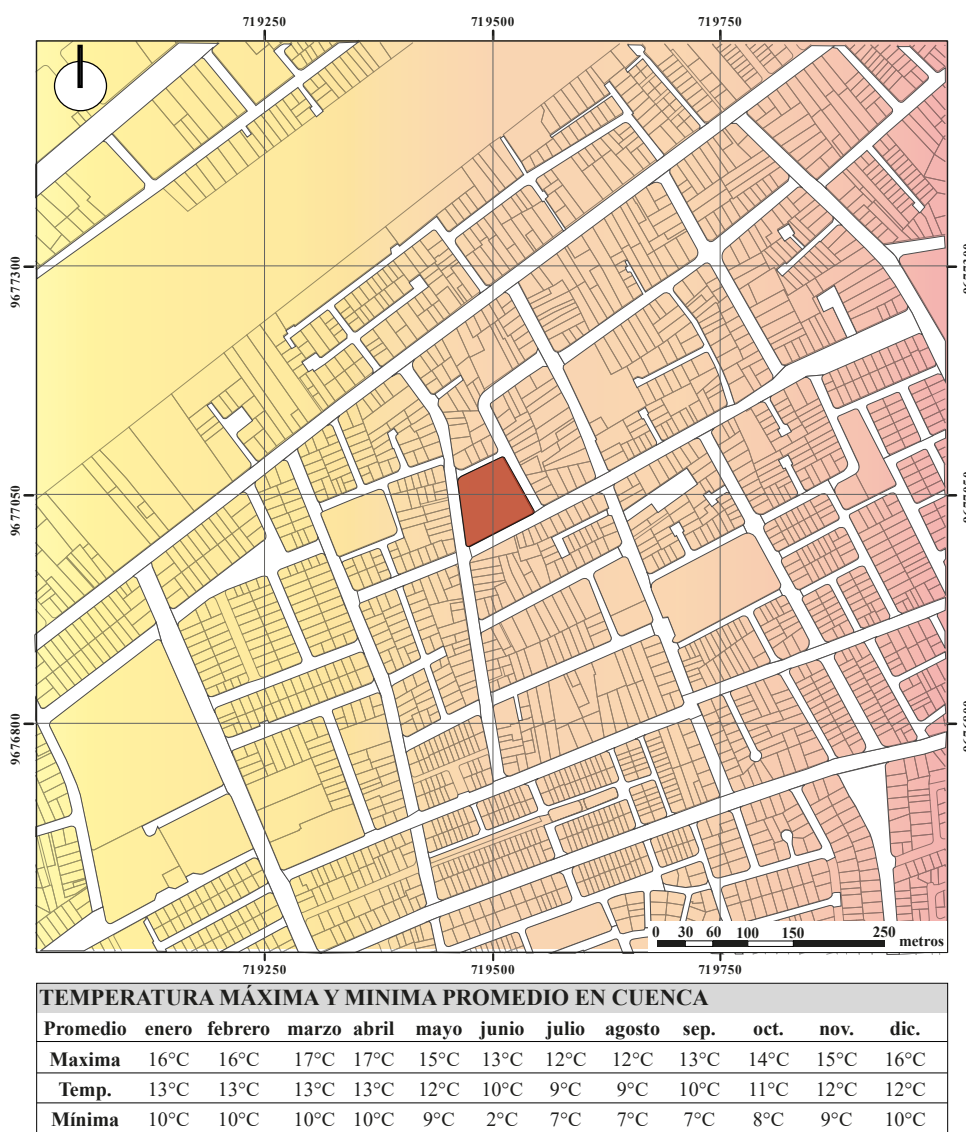 719250 719500 719750
9677300 9677300
9677050 9677050
9676800 9676800
0 30 60 100 150 250 metros
719250 719500 719750
TEMPERATURA MÁXIMA Y MINIMA PROMEDIO EN CUENCA
Promedio enero febrero marzo abril mayo junio julio agosto sep. oct. nov. dic.
Maxima 16°C 16°C 17°C 17°C 15°C 13°C 12°C 12°C 13°C 14°C 15°C 16°C
Temp. 13°C 13°C 13°C 13°C 12°C 10°C 9°C 9°C 10°C 11°C 12°C 12°C
Mínima 10°C 10°C 10°C 10°C 9°C 2°C 7°C 7°C 7°C 8°C 9°C 10°C